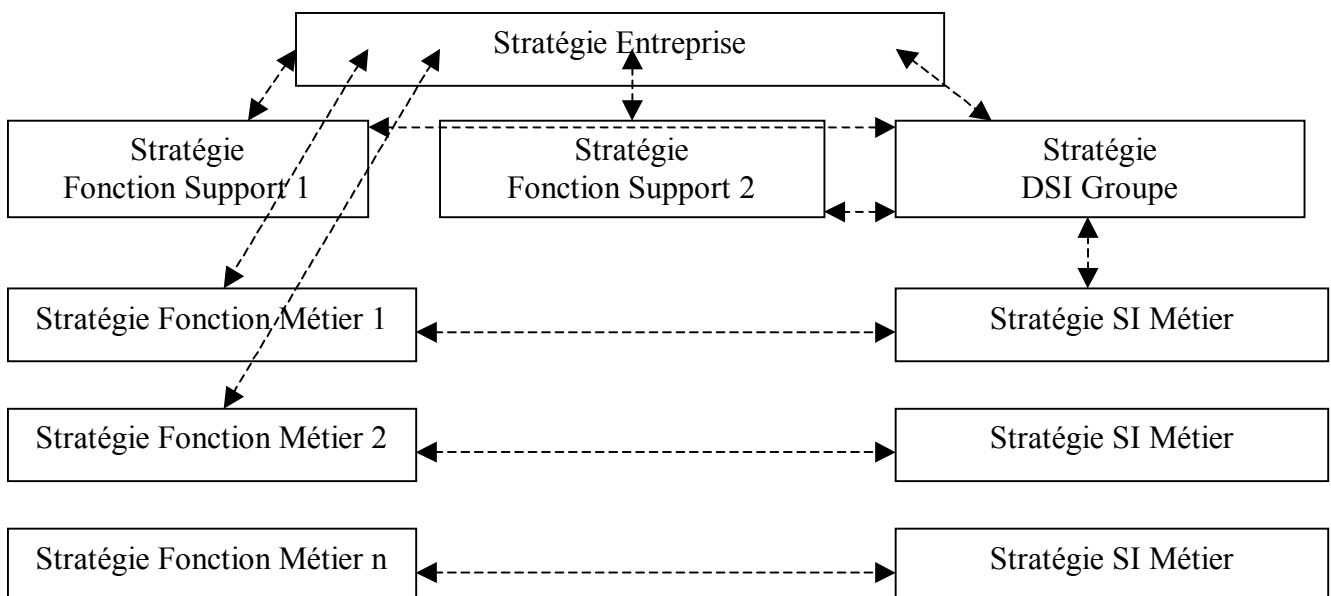 Stratégie Entreprise
Stratégie
Fonction Support 1
Stratégie
Fonction Support 2
Stratégie
DSI Groupe
Stratégie Fonction Métier 1
Stratégie SI Métier
Stratégie Fonction Métier 2
Stratégie SI Métier
Stratégie Fonction Métier n
Stratégie SI Métier